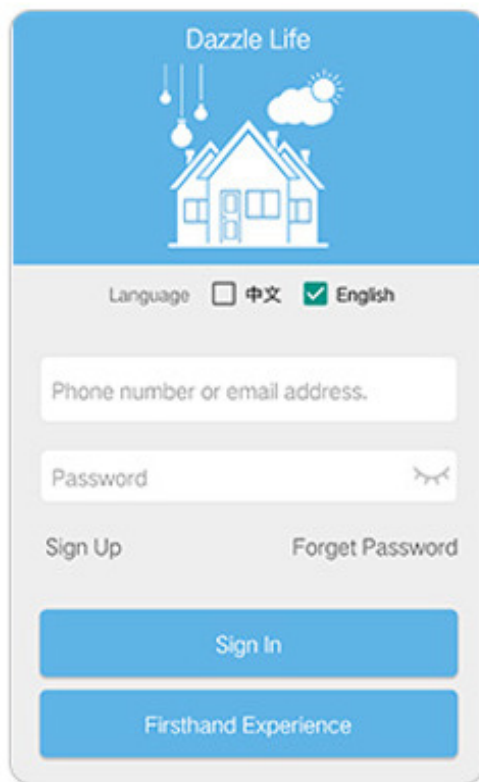 Dazzle Life
Language 中文 English
Phone number or email address.
Password
Sign Up Forget Password
Sign In
Firsthand Experience